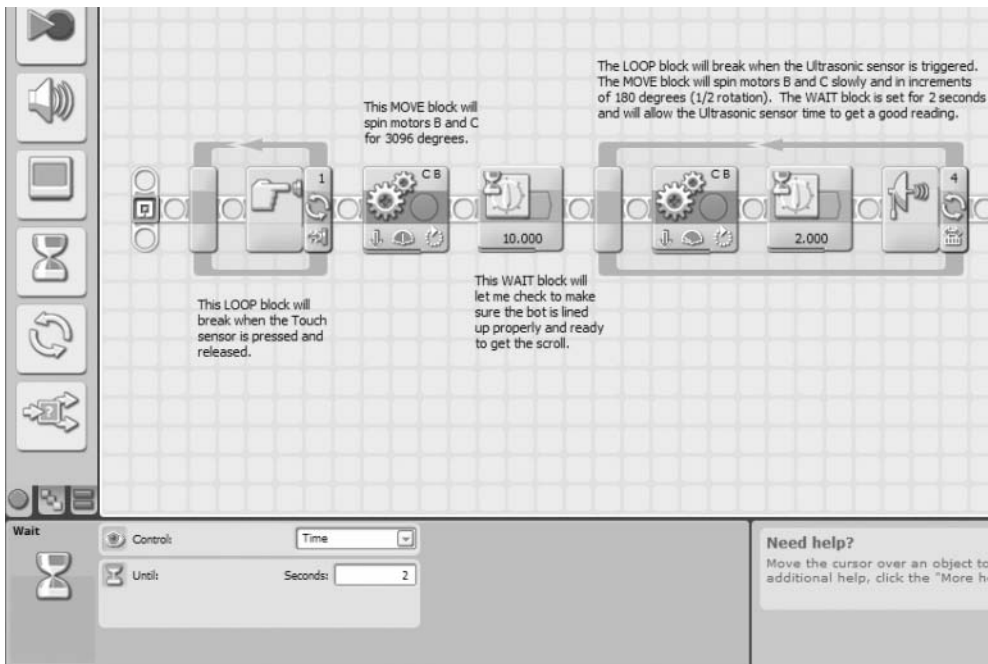 The LOOP block will break when the Ultrasonic sensor is triggered.
The MOVE block will spin motors B and C slowly and in increments
of 180 degrees (1/2 rotation). The WAIT block is set for 2 seconds
and will allow the Ultrasonic sensor time to get a good reading.
This MOVE block will
spin motors B and C
for 3096 degrees.
1
C B
C B
4
10.000
2.000
This LOOP block will
break when the Touch
sensor is pressed and
released.
This WAIT block will
let me check to make
sure the bot is lined
up properly and ready
to get the scroll.
Wait
Control:
Time
Until:
Seconds:
2
Need help?
Move the cursor over an object to
additional help, click the "More